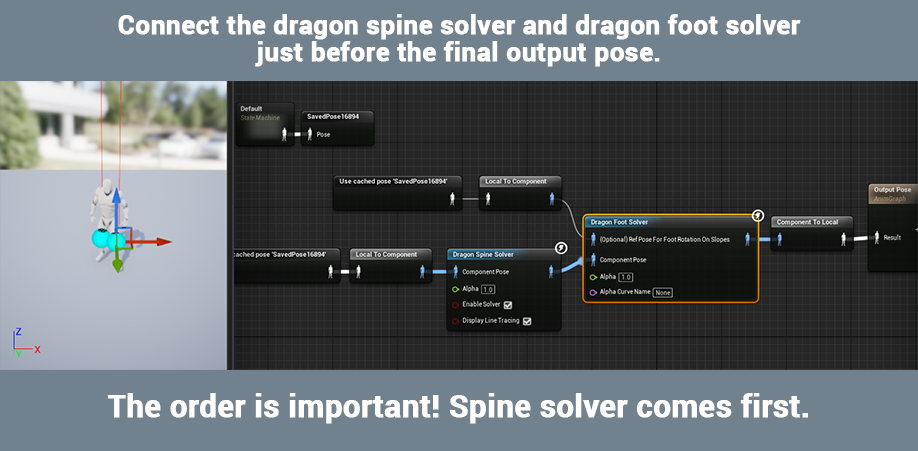 Connect the dragon spine solver and dragon foot solver
just before the final output pose.
Default
State Machine
SavedPose16894
Pose
Use cached pose 'SavedPose16894'
Local To Component
Output Pose
AnimGraph
Result
Dragon Foot Solver
(Optional) Ref Pose For Foot Rotation On Slopes
Component Pose
Alpha 1.0
Alpha Curve Name None
Component To Local
cached pose 'SavedPose16894'
Local To Component
Dragon Spine Solver
Component Pose
Alpha 1.0
Enable Solver
Display Line Tracing
Z
X
Y
The order is important! Spine solver comes first.